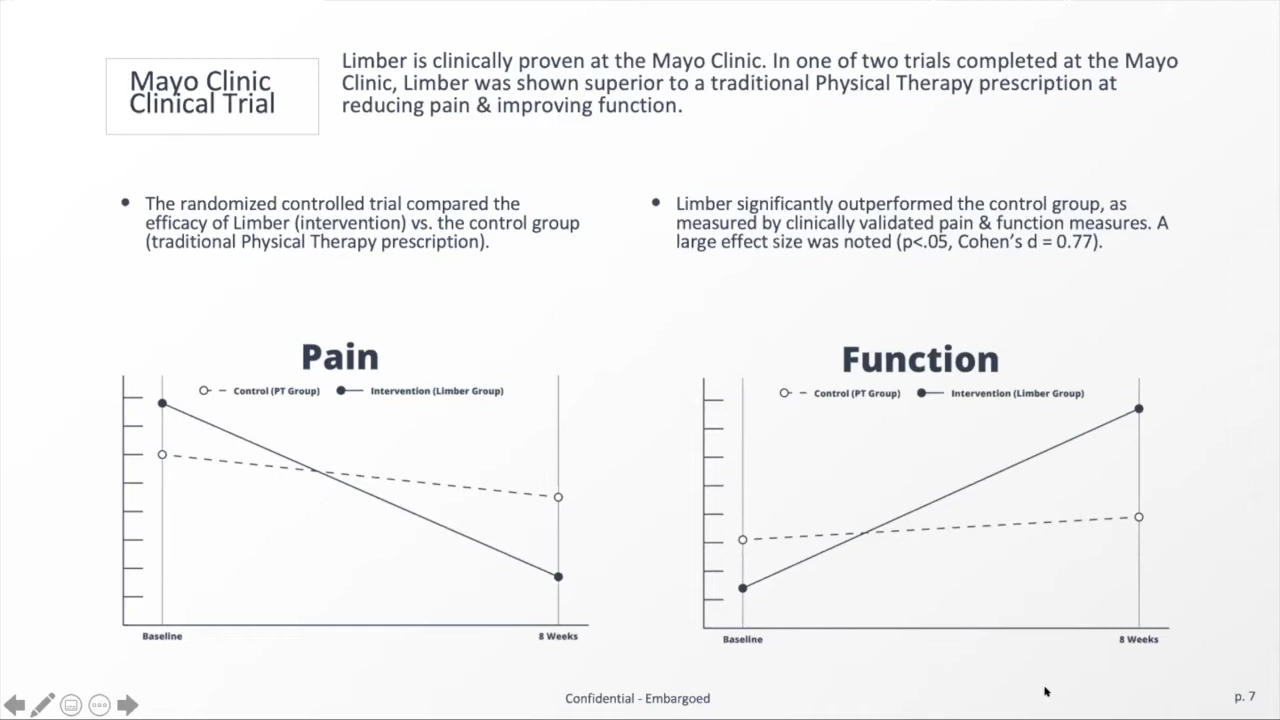 Mayo Clinic
Clinical Trial
Limber is clinically proven at the Mayo Clinic. In one of two trials completed at the Mayo
Clinic, Limber was shown superior to a traditional Physical Therapy prescription at
reducing pain & improving function.
• The randomized controlled trial compared the
efficacy of Limber (intervention) vs. the control group
(traditional Physical Therapy prescription).
• Limber significantly outperformed the control group, as
measured by clinically validated pain & function measures. A
large effect size was noted (p<.05, Cohen’s d = 0.77).
Pain
Control (PT Group) Intervention (Limber Group)
Baseline 8 Weeks
Function
Control (PT Group) Intervention (Limber Group)
Baseline 8 Weeks
Confidential - Embargoed
p. 7